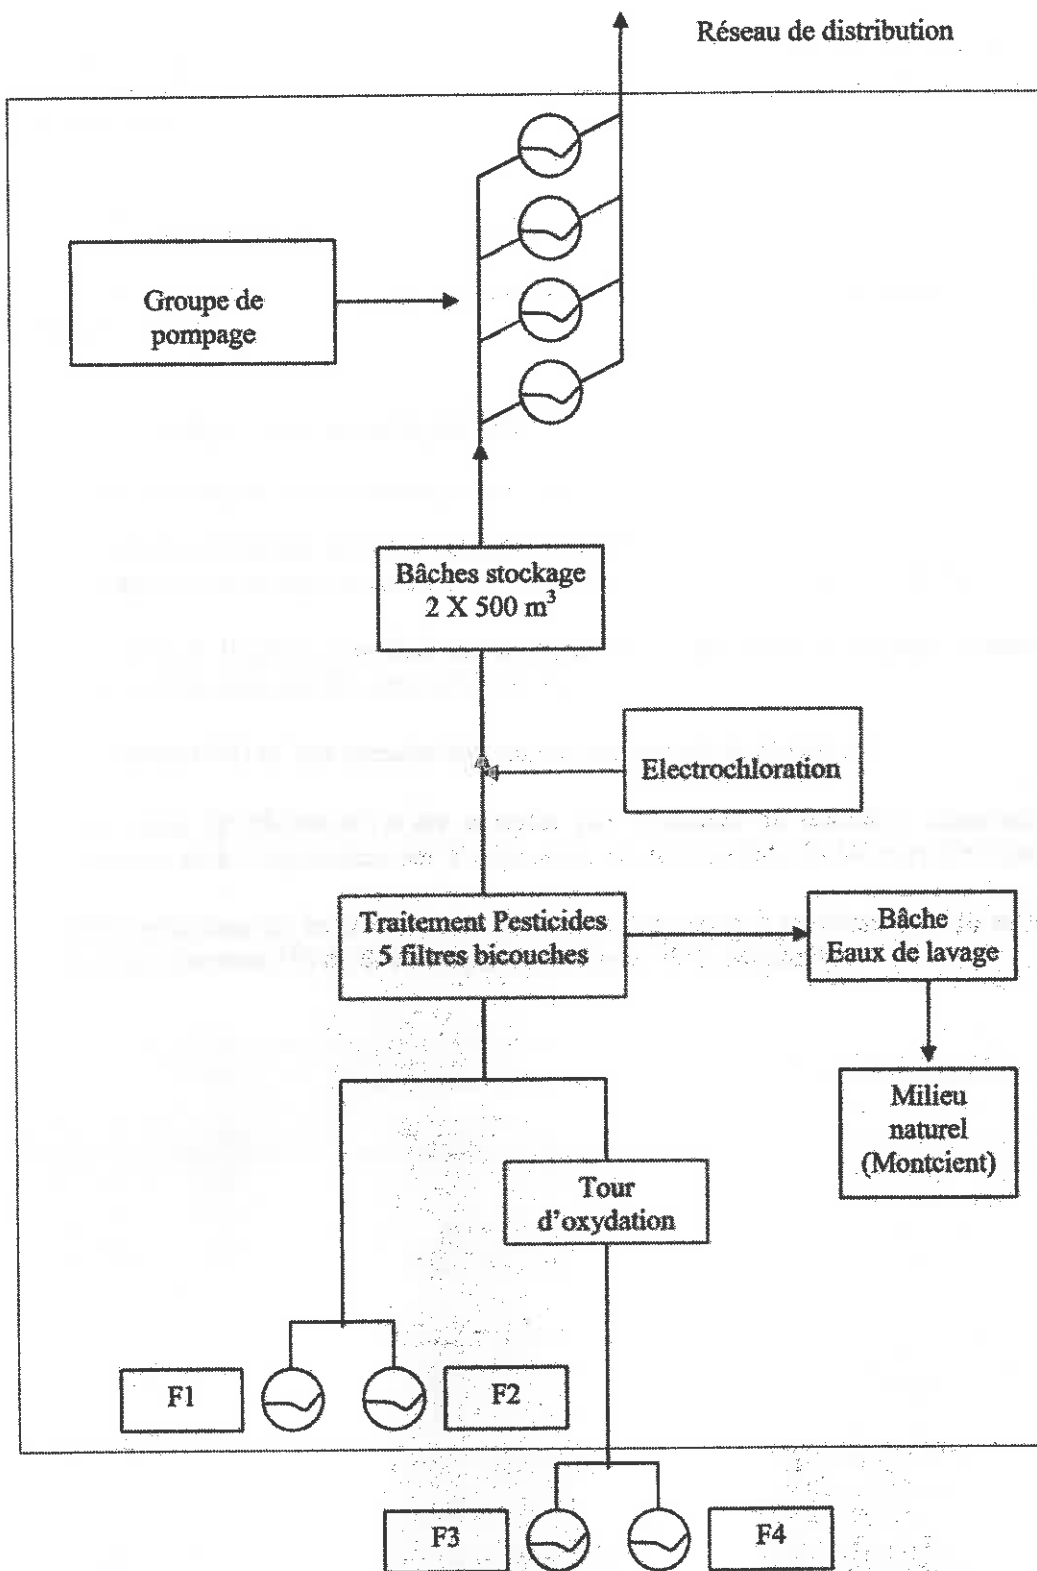 Réseau de distribution
Groupe de
pompage
Bâches stockage
2 X 500 m³
Electrochloration
Traitement Pesticides
5 filtres bicouches
Bâche
Eaux de lavage
Milieu
naturel
(Montcient)
Tour
d'oxydation
F1
F2
F3
F4